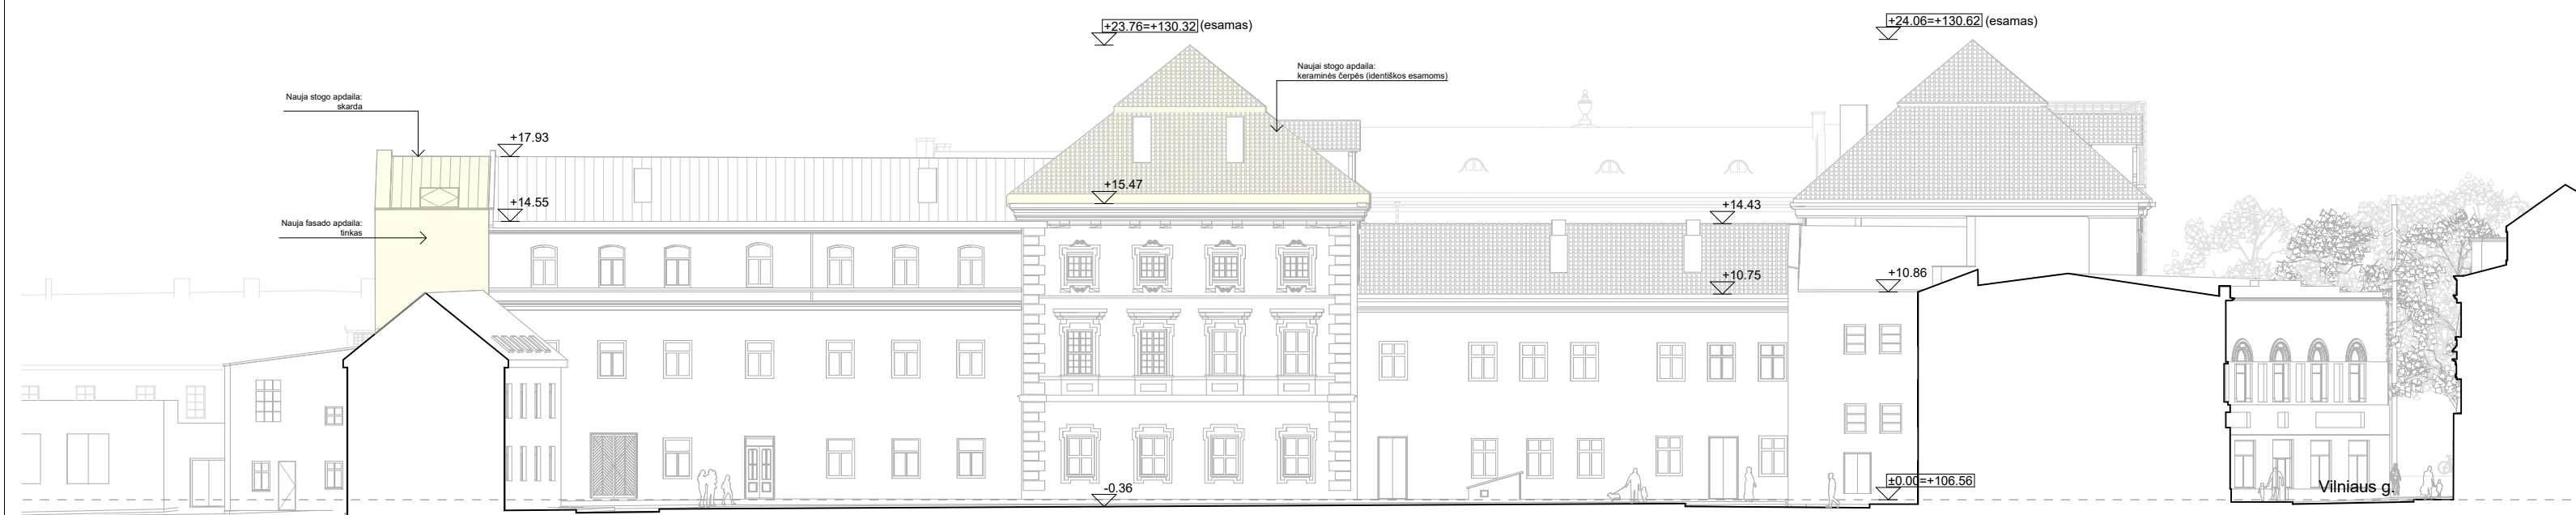 +23.76=+130.32 (esamas)
+24.06=+130.62 (esamas)
Naujai stogo apdaila:
keraminės čerpės (identiškos esamoms)
Nauja stogo apdaila:
skarda
+17.93
+15.47
+14.55
+14.43
Nauja fasado apdaila:
tinkas
+10.75
+10.86
-0.36
±0.00=+106.56
Vilniaus g.